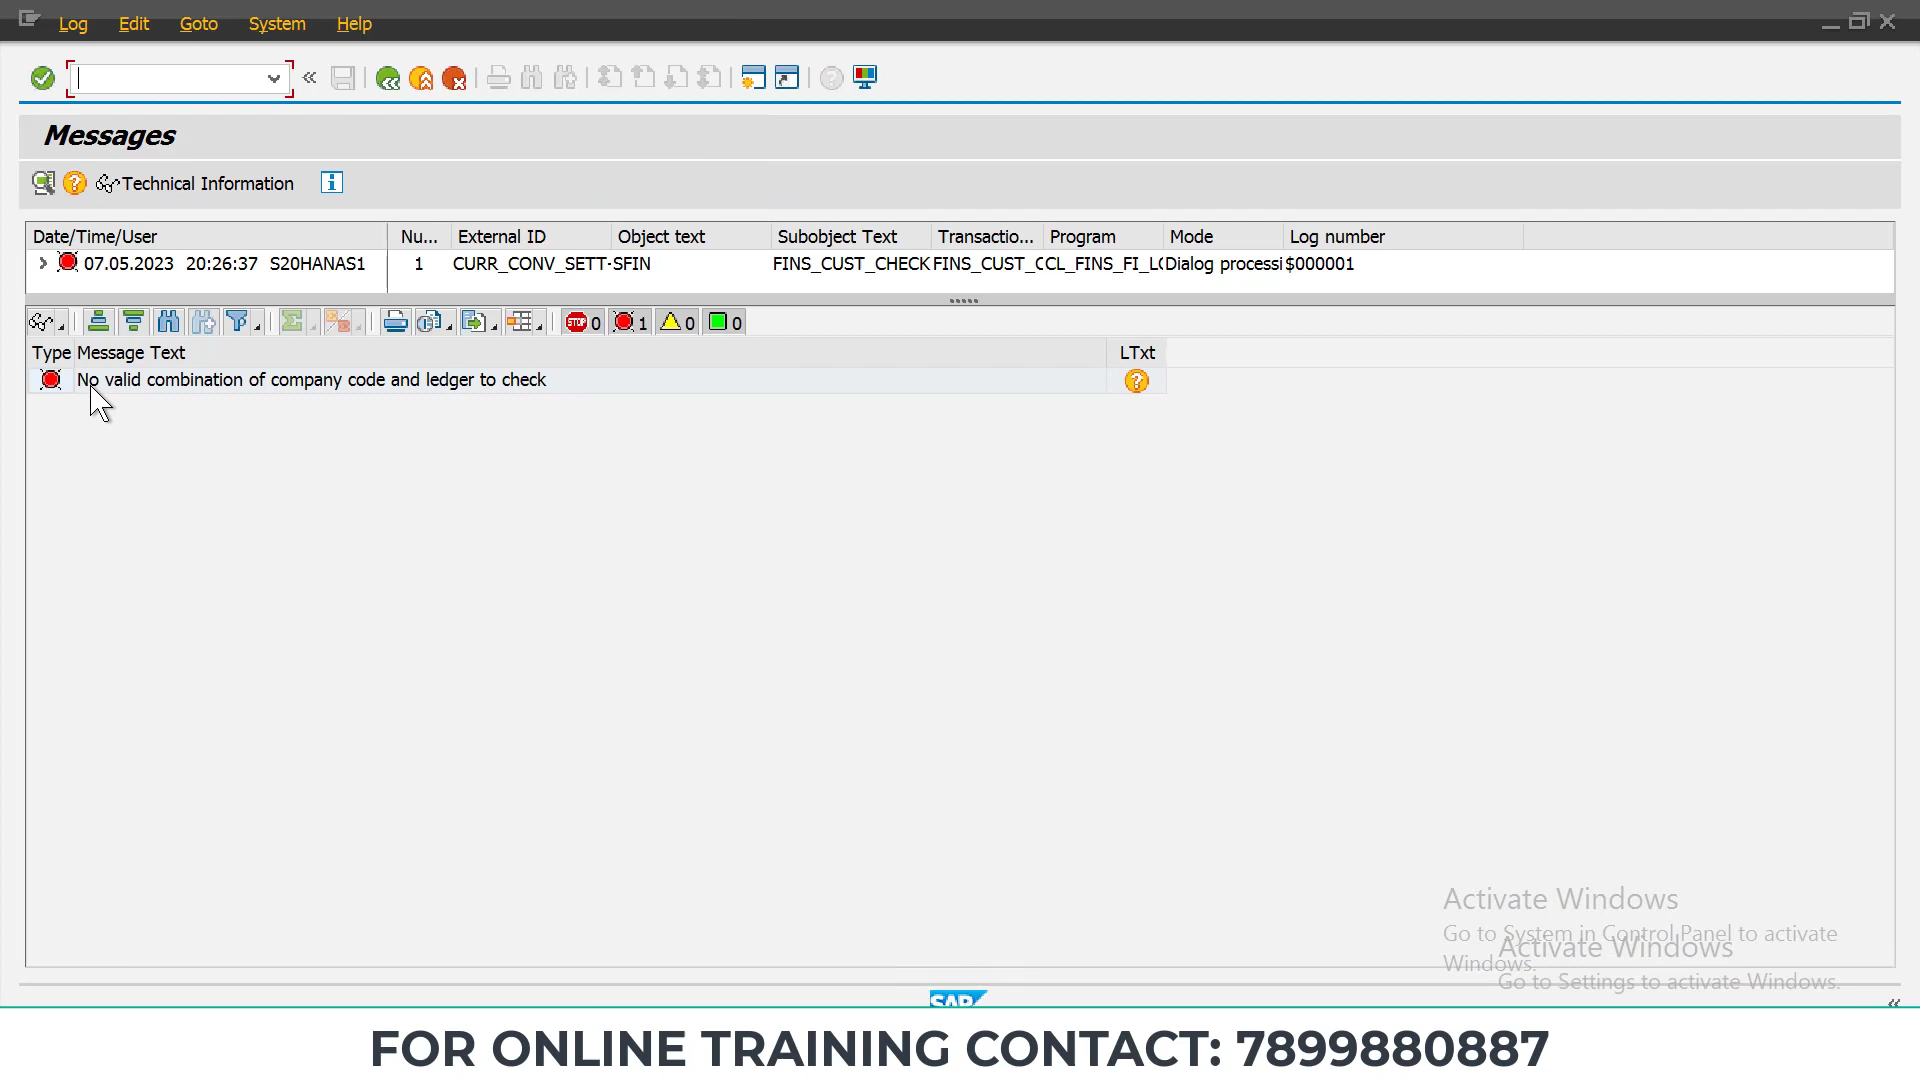 Log Edit Goto System Help
Messages
Technical Information
Date/Time/User Nu... External ID Object text Subobject Text Transactio... Program Mode Log number
07.05.2023 20:26:37 S20HANAS1 1 CURR_CONV_SETT- SFIN FINS_CUST_CHECK FINS_CUST_C CL_FINS_FI_L( Dialog processi $000001
STOP 0 1 0 0
Type Message Text LTxt
No valid combination of company code and ledger to check
Activate Windows
Go to System in Control Panel to activate
Windows.
Activate Windows
Go to Settings to activate Windows.
SAP
FOR ONLINE TRAINING CONTACT: 7899880887